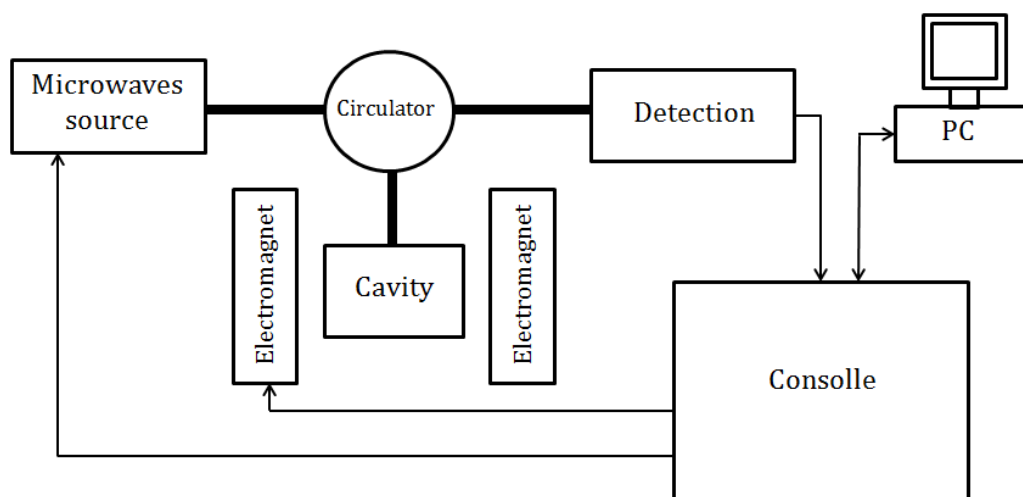 Microwaves
source
Circulator
Detection
PC
Electromagnet
Cavity
Electromagnet
Consolle